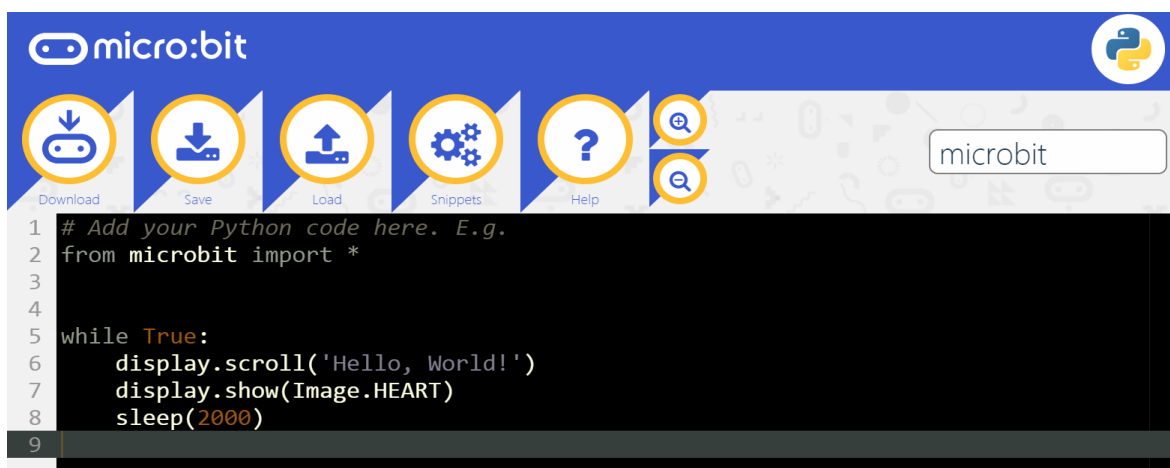 micro:bit
Download Save Load Snippets Help
?
microbit
1 # Add your Python code here. E.g.
2 from microbit import *
3
4
5 while True:
6     display.scroll('Hello, World!')
7     display.show(Image.HEART)
8     sleep(2000)
9